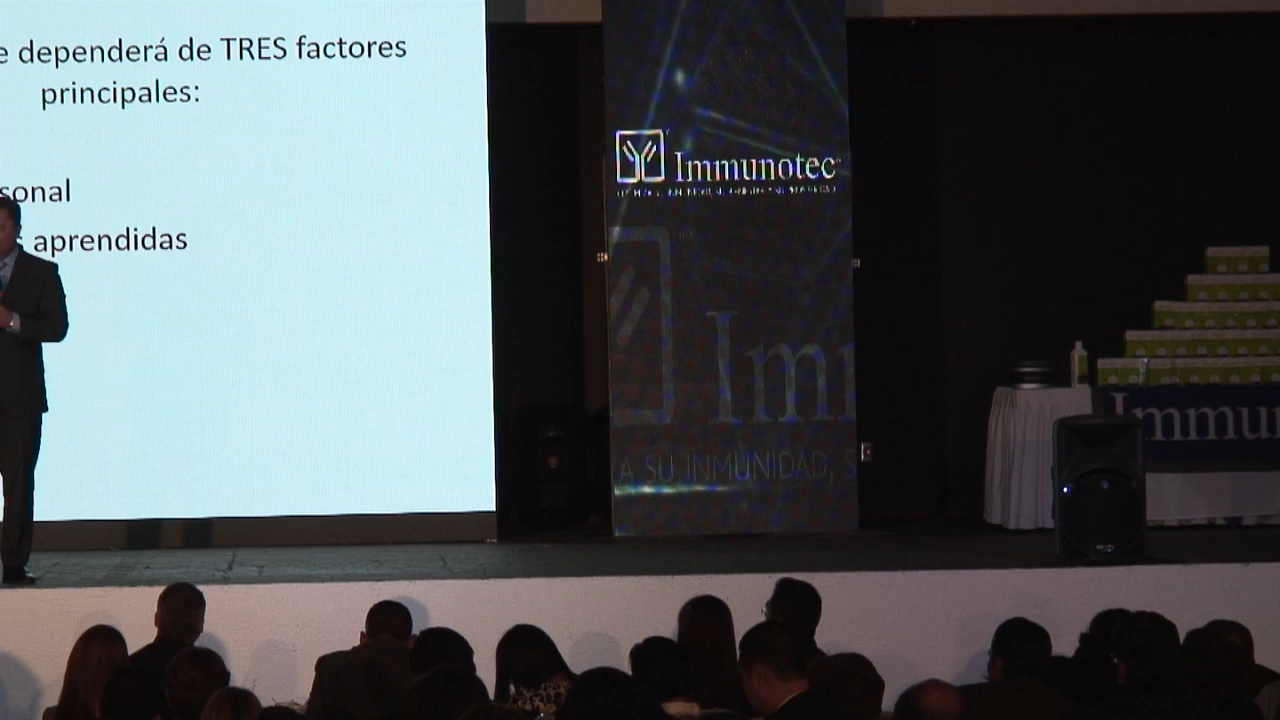 e dependerá de TRES factores
principales:
sonal
s aprendidas
Immunotec
Imm
A SU INMUNIDAD, S
Immun